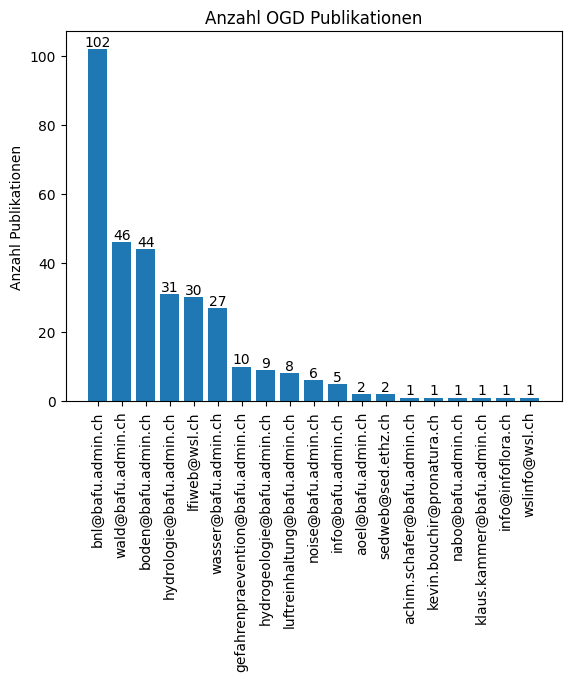 Anzahl OGD Publikationen
Anzahl Publikationen
100
80
60
40
20
0
102
46
44
31
30
27
10
9
8
6
5
2
2
1
1
1
1
1
1
bnl@bafu.admin.ch
wald@bafu.admin.ch
boden@bafu.admin.ch
hydrologie@bafu.admin.ch
lfiweb@wsl.ch
wasser@bafu.admin.ch
gefahrenpraevention@bafu.admin.ch
hydrogeologie@bafu.admin.ch
luftreinhaltung@bafu.admin.ch
noise@bafu.admin.ch
info@bafu.admin.ch
aoel@bafu.admin.ch
sedweb@sed.ethz.ch
achim.schafer@bafu.admin.ch
kevin.bouchir@pronatura.ch
nabo@bafu.admin.ch
klaus.kammer@bafu.admin.ch
info@infoflora.ch
wslinfo@wsl.ch